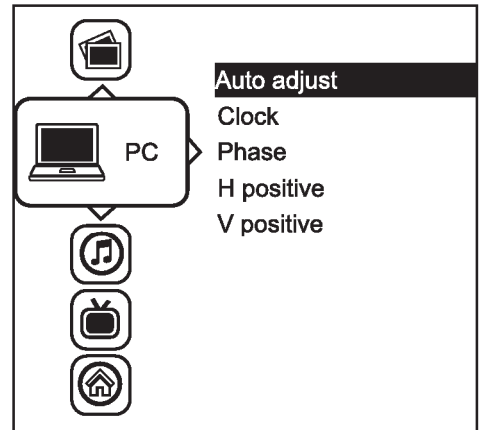 Auto adjust
PC
Clock
Phase
H positive
V positive